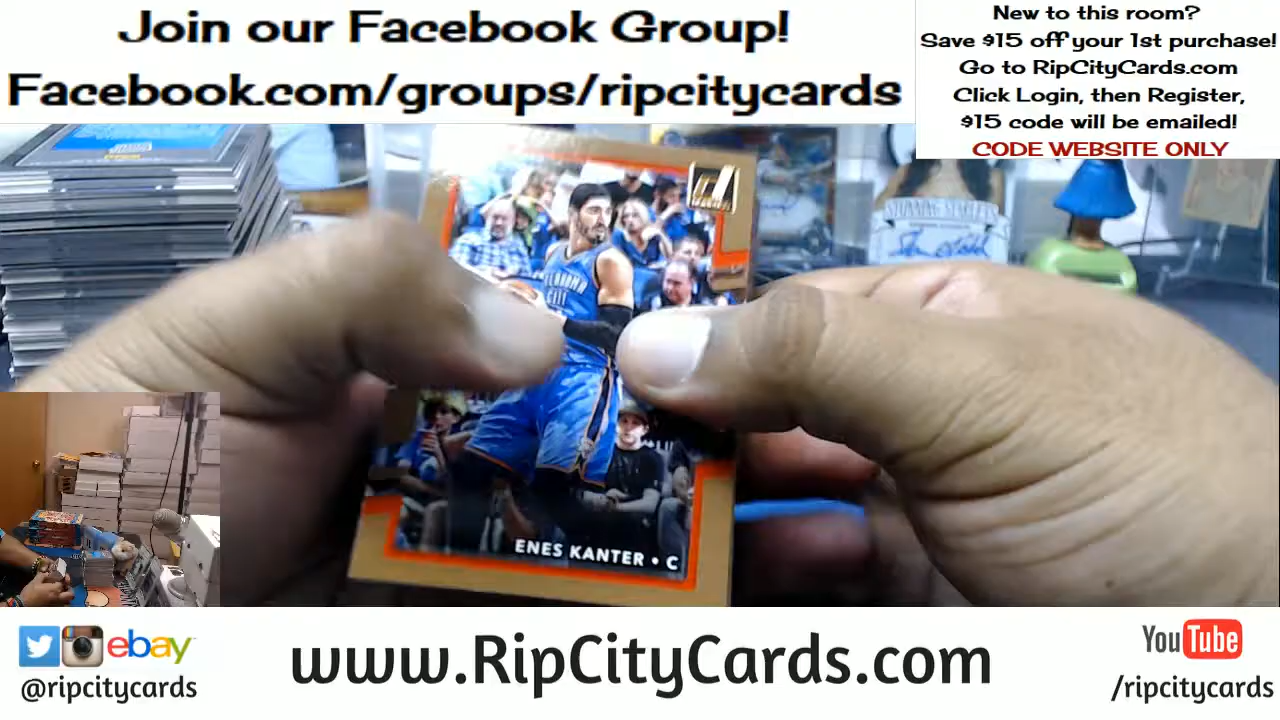 Join our Facebook Group!
Facebook.com/groups/ripcitycards
New to this room?
Save $15 off your 1st purchase!
Go to RipCityCards.com
Click Login, then Register,
$15 code will be emailed!
CODE WEBSITE ONLY
OKLAHOMA
CITY
ENES KANTER • C
ebay
@ripcitycards
www.RipCityCards.com
YouTube
/ripcitycards